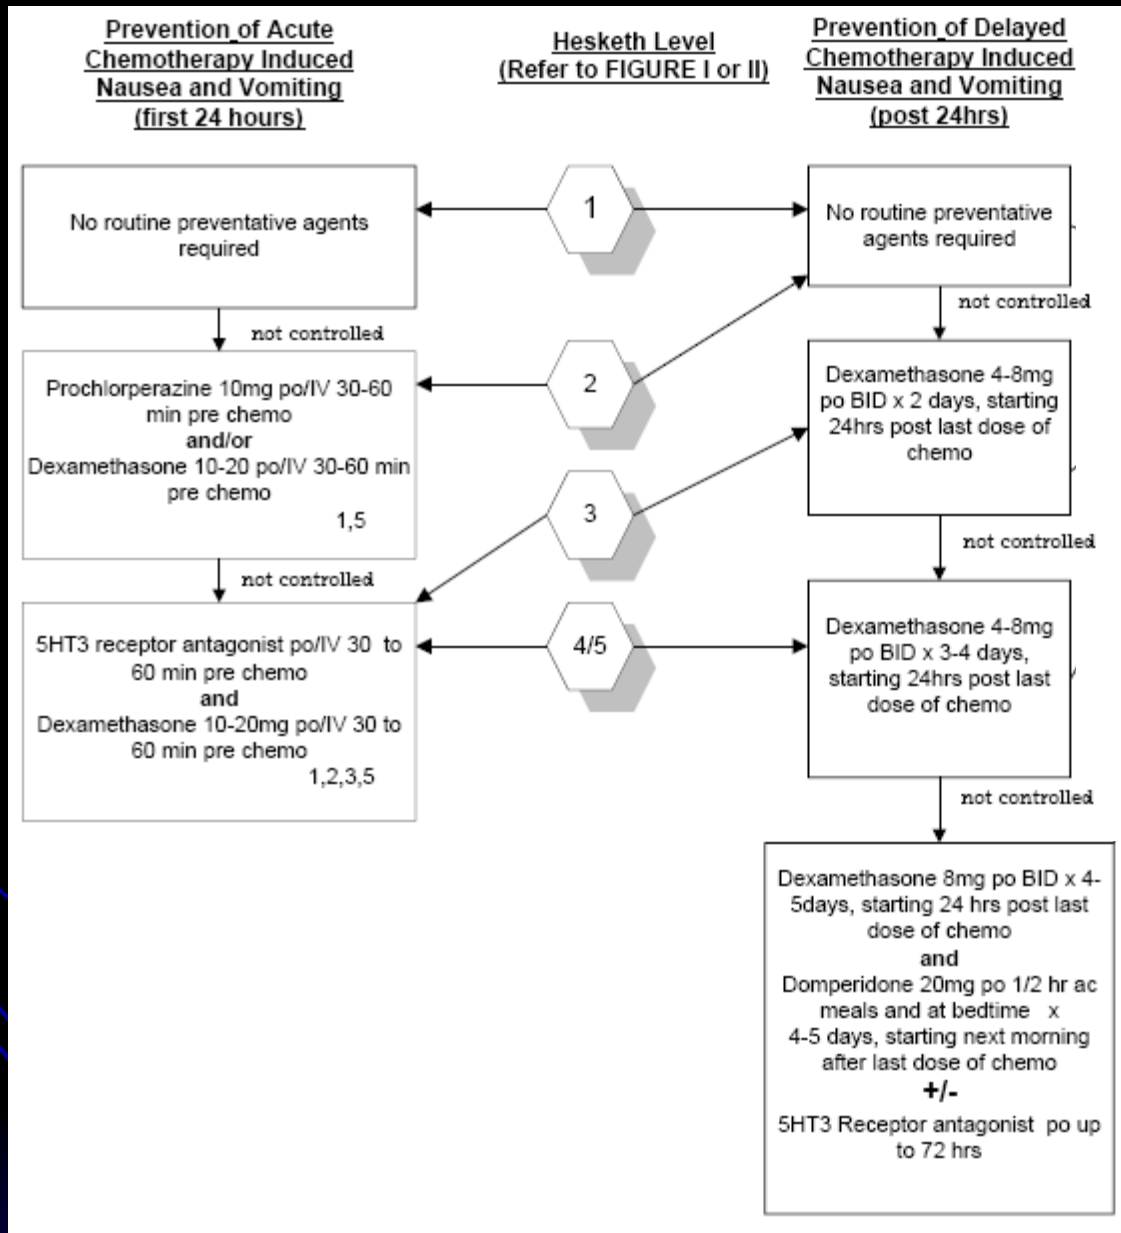 Prevention of Acute
Chemotherapy Induced
Nausea and Vomiting
(first 24 hours)
Hesketh Level
(Refer to FIGURE I or II)
Prevention of Delayed
Chemotherapy Induced
Nausea and Vomiting
(post 24hrs)
No routine preventative agents
required
1
No routine preventative
agents required
not controlled
not controlled
Prochlorperazine 10mg po/IV 30-60
min pre chemo
and/or
Dexamethasone 10-20 po/IV 30-60 min
pre chemo
1,5
2
Dexamethasone 4-8mg
po BID x 2 days, starting
24hrs post last dose of
chemo
3
not controlled
not controlled
5HT3 receptor antagonist po/IV 30 to
60 min pre chemo
and
Dexamethasone 10-20mg po/IV 30 to
60 min pre chemo
1,2,3,5
4/5
Dexamethasone 4-8mg
po BID x 3-4 days,
starting 24hrs post last
dose of chemo
not controlled
Dexamethasone 8mg po BID x 4-
5days, starting 24 hrs post last
dose of chemo
and
Domperidone 20mg po 1/2 hr ac
meals and at bedtime x
4-5 days, starting next morning
after last dose of chemo
+/-
5HT3 Receptor antagonist po up
to 72 hrs